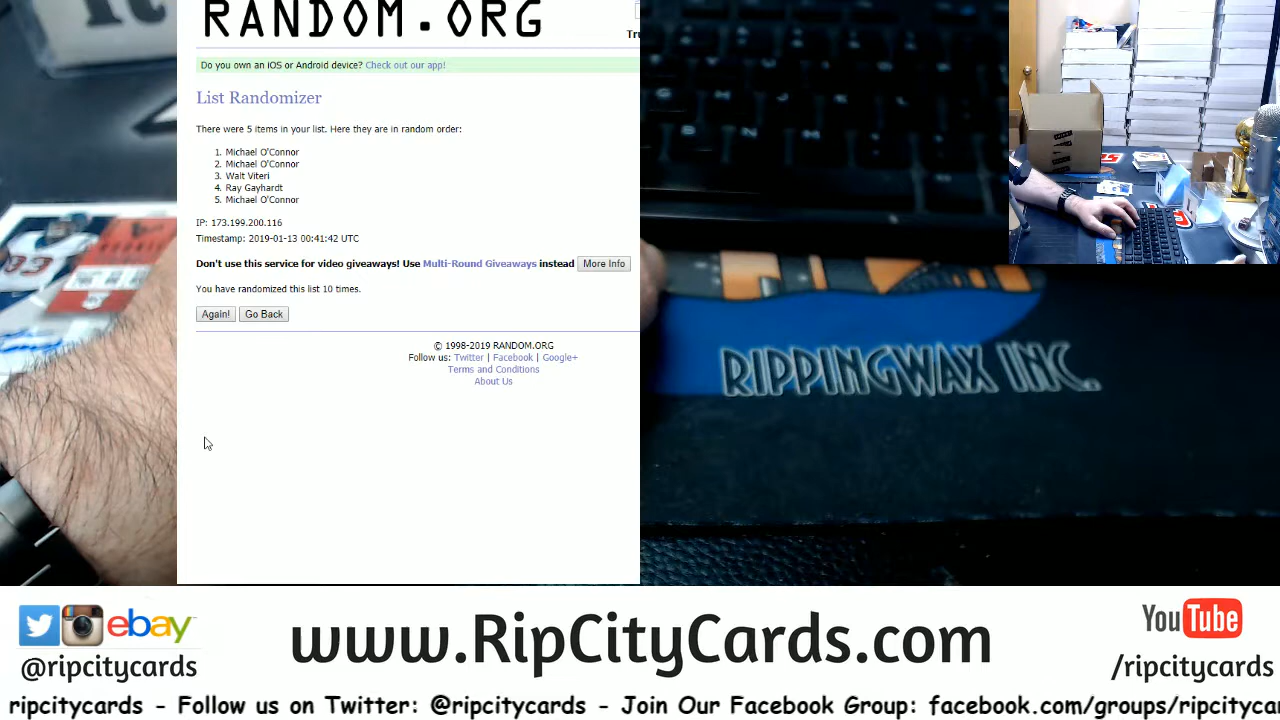 RANDOM.ORG
Tru
Do you own an iOS or Android device? Check out our app!
List Randomizer
There were 5 items in your list. Here they are in random order:
1. Michael O'Connor
2. Michael O'Connor
3. Walt Viteri
4. Ray Gayhardt
5. Michael O'Connor
IP: 173.199.200.116
Timestamp: 2019-01-13 00:41:42 UTC
Don't use this service for video giveaways! Use Multi-Round Giveaways instead More Info
You have randomized this list 10 times.
Again! Go Back
© 1998-2019 RANDOM.ORG
Follow us: Twitter | Facebook | Google+
Terms and Conditions
About Us
83
RIPPINGWAX INC.
ebay
@ripcitycards
www.RipCityCards.com
YouTube
/ripcitycards
ripcitycards - Follow us on Twitter: @ripcitycards - Join Our Facebook Group: facebook.com/groups/ripcitycar